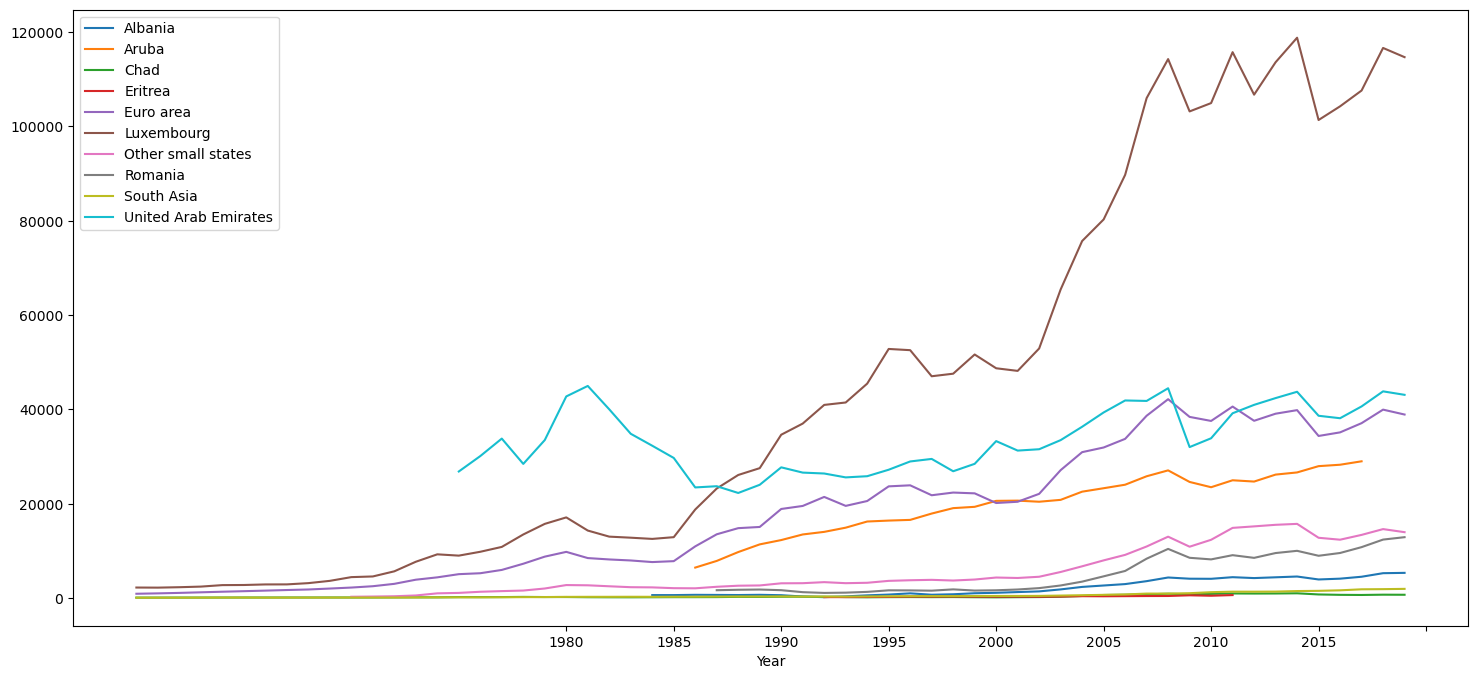 120000
100000
80000
60000
40000
20000
0
Albania
Aruba
Chad
Eritrea
Euro area
Luxembourg
Other small states
Romania
South Asia
United Arab Emirates
1980 1985 1990 1995 2000 2005 2010 2015
Year